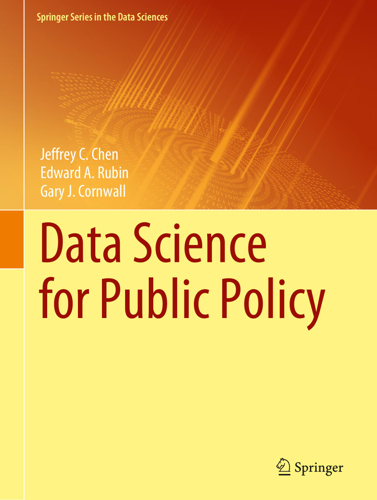 Springer Series in the Data Sciences
Jeffrey C. Chen
Edward A. Rubin
Gary J. Cornwall
Data Science
for Public Policy
Springer